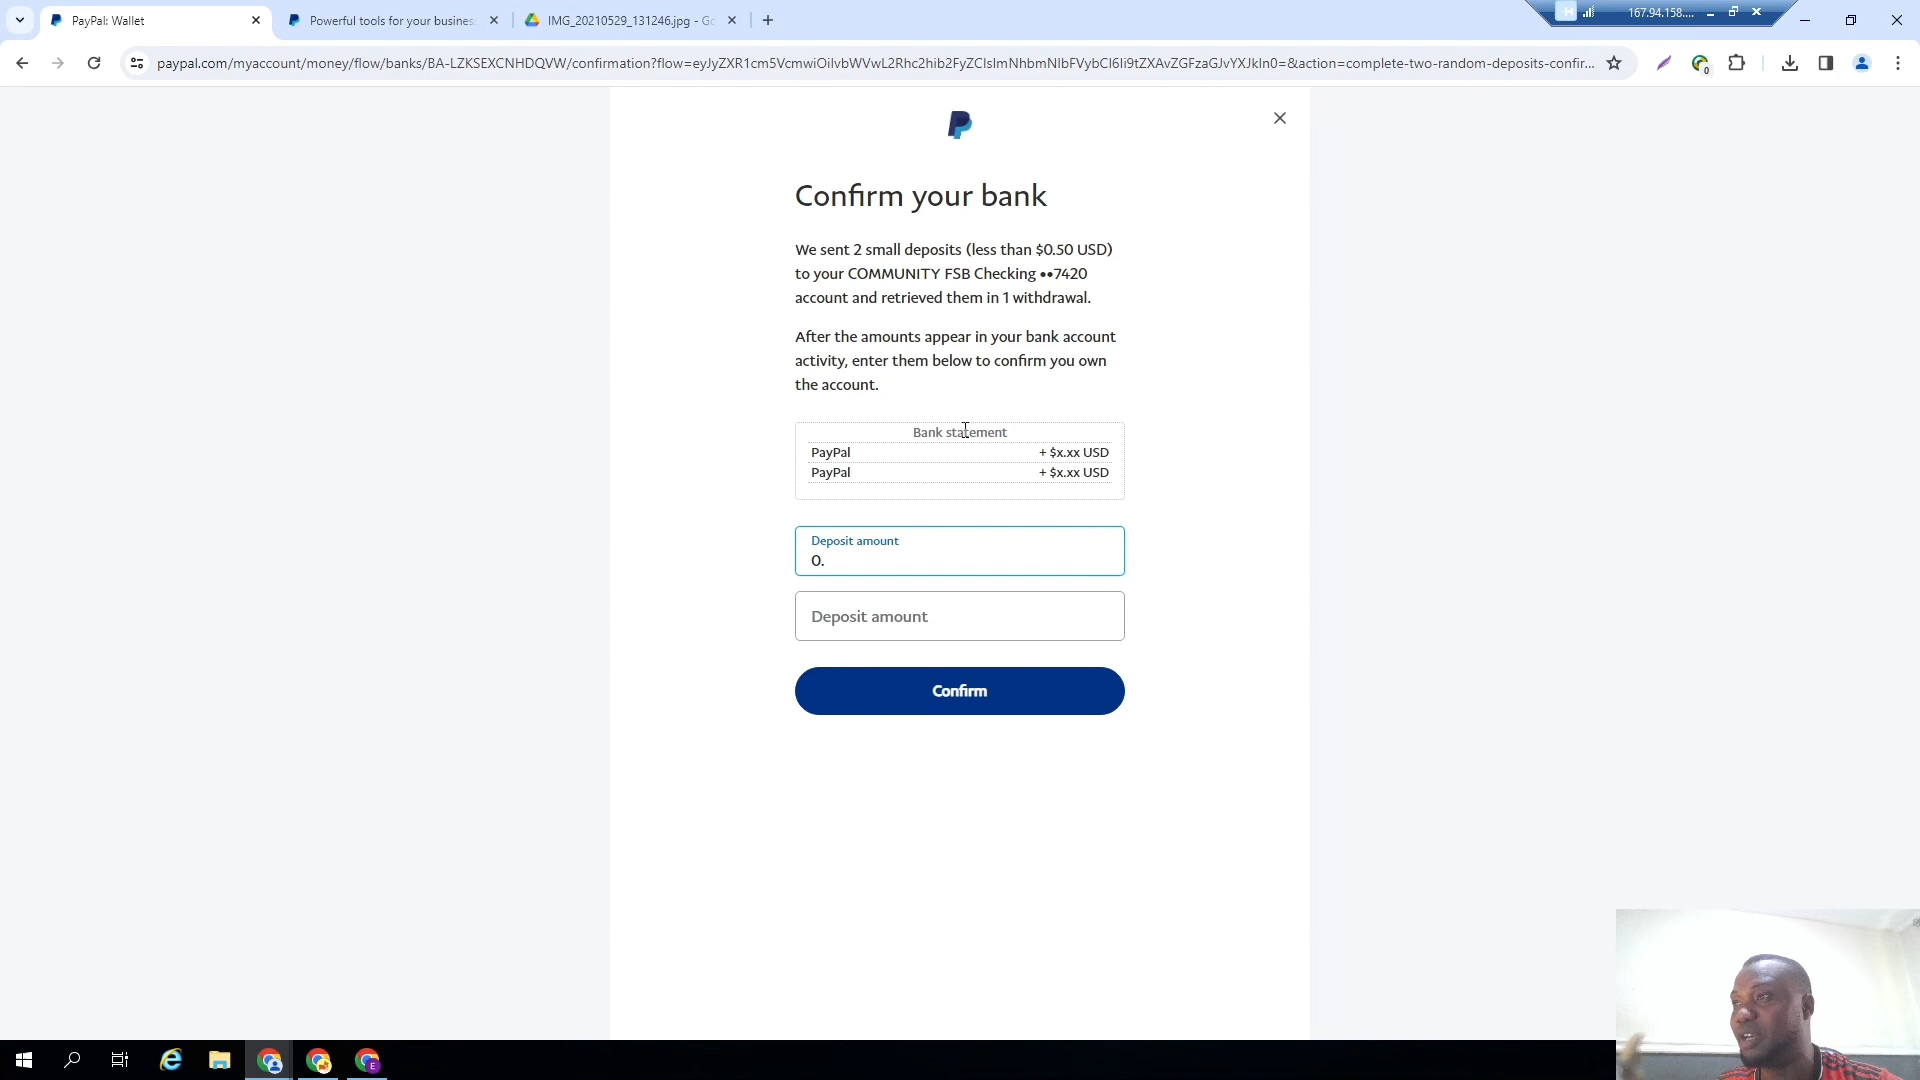 PayPal: Wallet
Powerful tools for your busines
IMG_20210529_131246.jpg - Go
167.94.158....
paypal.com/myaccount/money/flow/banks/BA-LZKSEXCNHDQVW/confirmation?flow=eyJyZXR1cm5VcmwiOiIvbWVwL2Rhc2hib2FyZCIsImNhbmNlbFVybCI6Ii9tZXAvZGFzaGJvYXJkIn0=&action=complete-two-random-deposits-confir...
0
Confirm your bank
We sent 2 small deposits (less than $0.50 USD)
to your COMMUNITY FSB Checking ••7420
account and retrieved them in 1 withdrawal.
After the amounts appear in your bank account
activity, enter them below to confirm you own
the account.
Bank statement
PayPal + $x.xx USD
PayPal + $x.xx USD
Deposit amount
0.
Deposit amount
Confirm
E